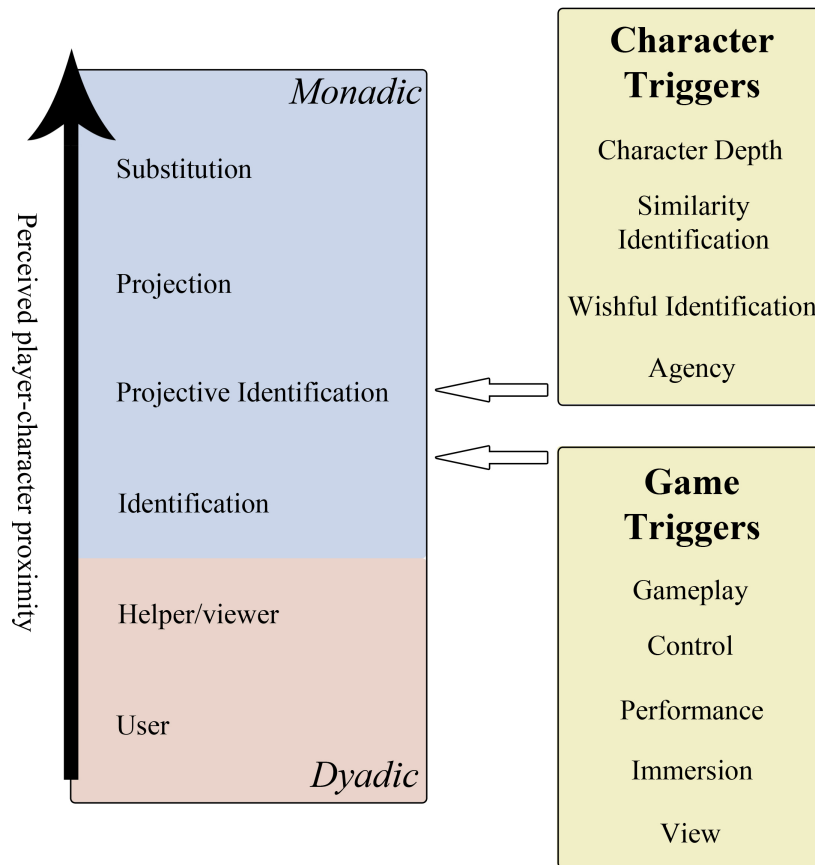 Perceived player-character proximity
Monadic
Substitution
Projection
Projective Identification
Identification
Helper/viewer
User
Dyadic
Character
Triggers
Character Depth
Similarity
Identification
Wishful Identification
Agency
Game
Triggers
Gameplay
Control
Performance
Immersion
View